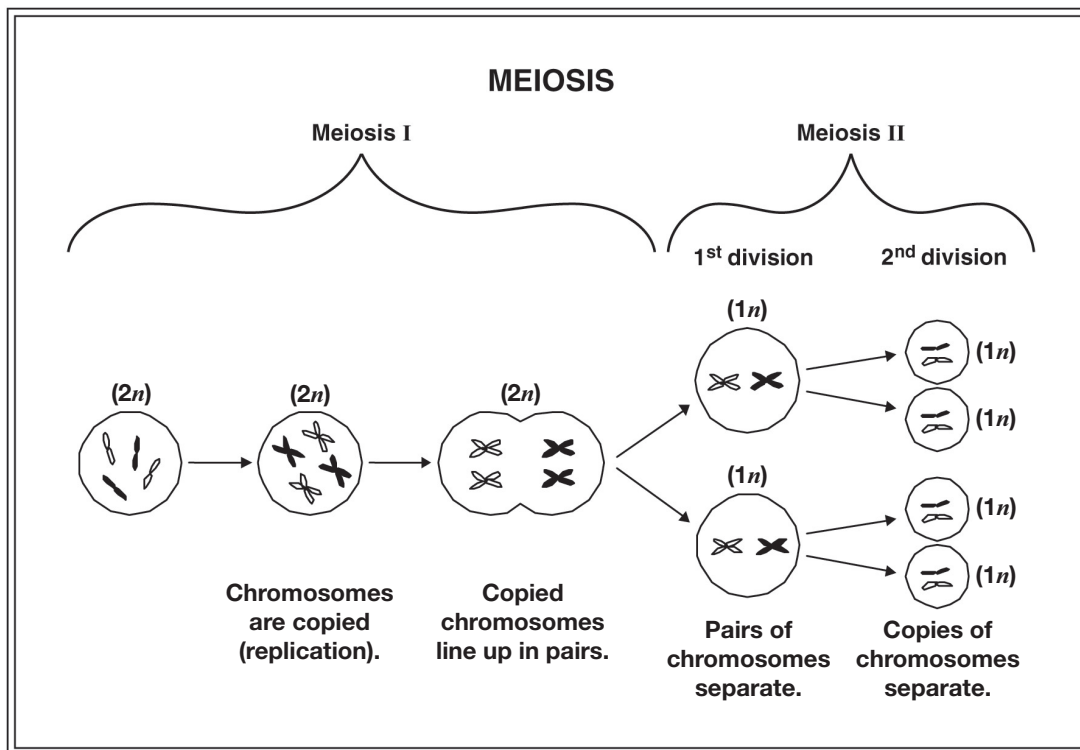 MEIOSIS
Meiosis I
Meiosis II
1st division
2nd division
(2n)
(2n)
(2n)
(1n)
(1n)
(1n)
(1n)
(1n)
(1n)
Chromosomes
are copied
(replication).
Copied
chromosomes
line up in pairs.
Pairs of
chromosomes
separate.
Copies of
chromosomes
separate.